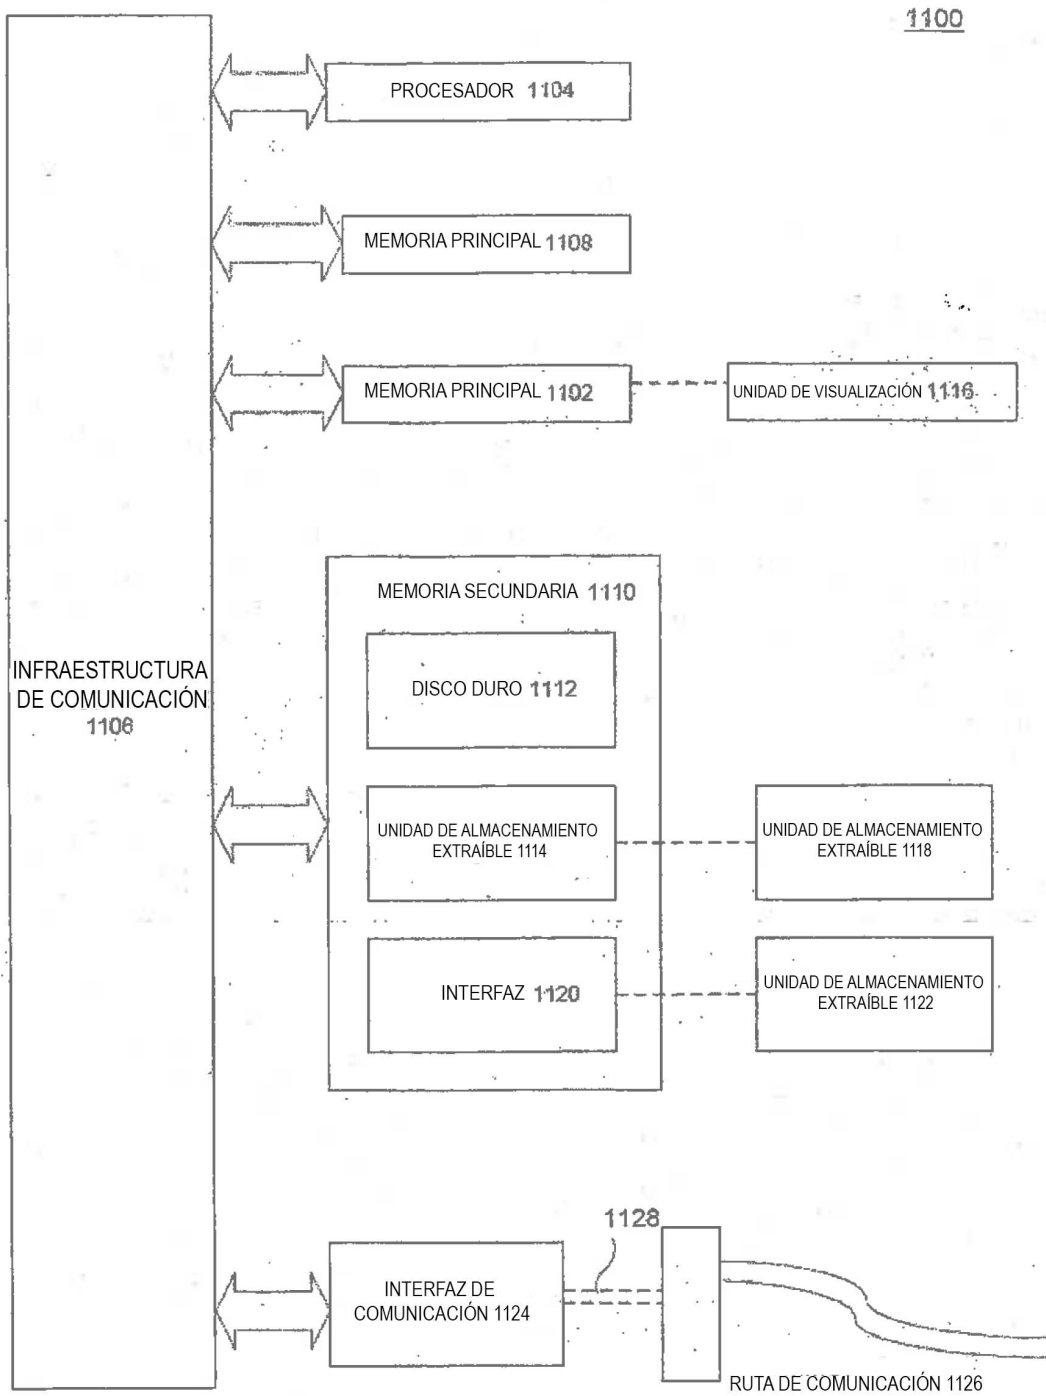 1100
PROCESADOR 1104
MEMORIA PRINCIPAL 1108
MEMORIA PRINCIPAL 1102
UNIDAD DE VISUALIZACIÓN 1116
MEMORIA SECUNDARIA 1110
DISCO DURO 1112
INFRAESTRUCTURA
DE COMUNICACIÓN
1106
UNIDAD DE ALMACENAMIENTO
EXTRAÍBLE 1114
UNIDAD DE ALMACENAMIENTO
EXTRAÍBLE 1118
INTERFAZ 1120
UNIDAD DE ALMACENAMIENTO
EXTRAÍBLE 1122
1128
INTERFAZ DE
COMUNICACIÓN 1124
RUTA DE COMUNICACIÓN 1126